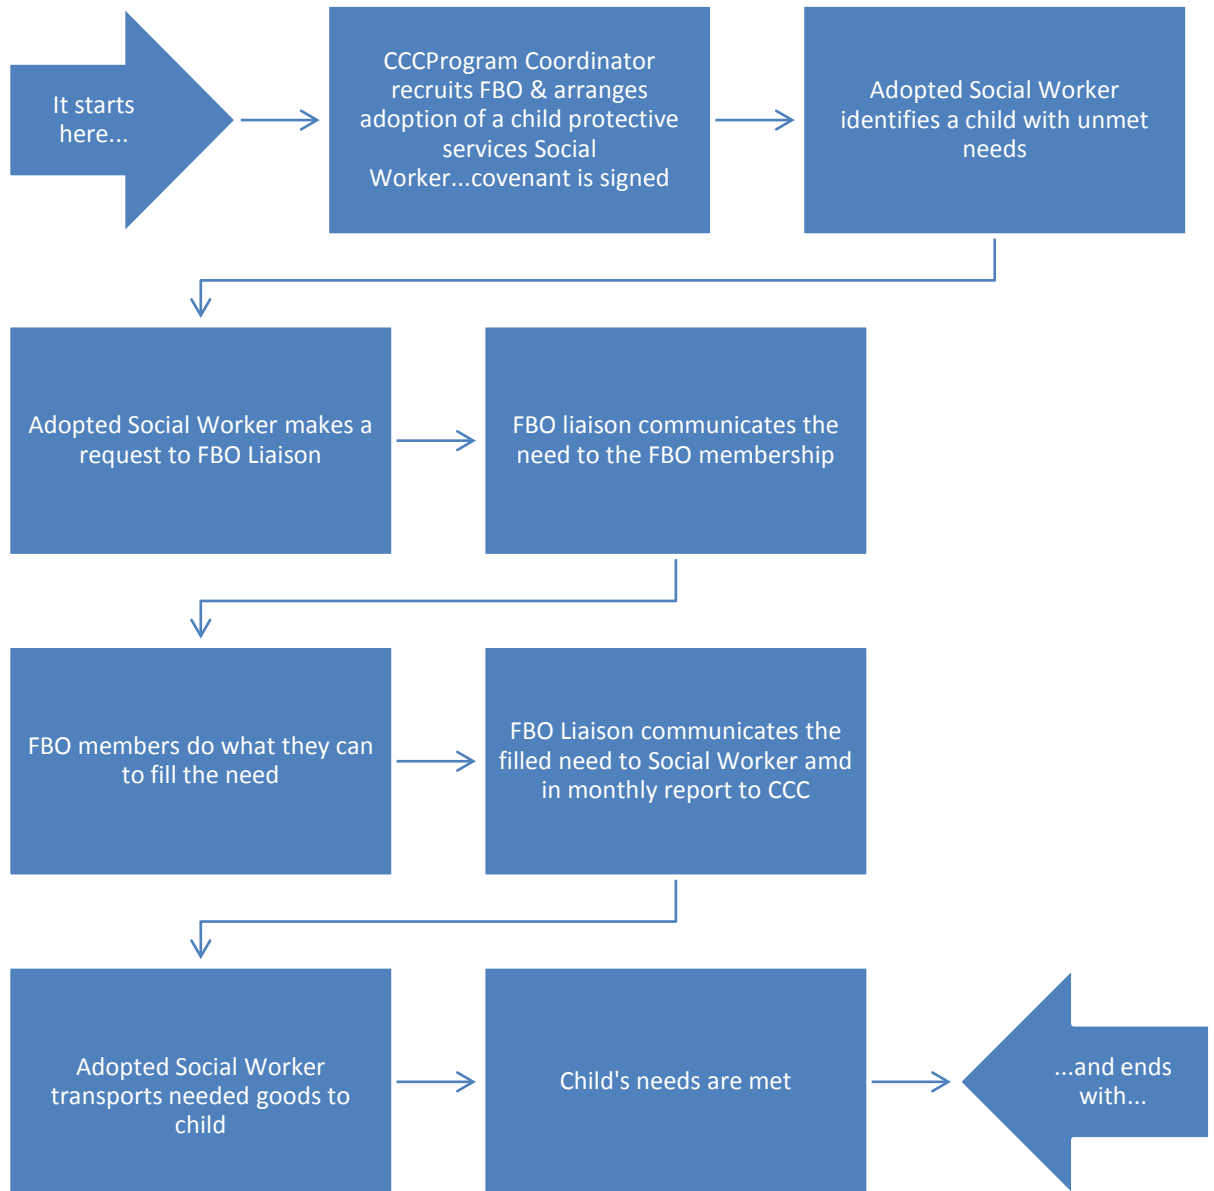 It starts
here...
CCCProgram Coordinator
recruits FBO & arranges
adoption of a child protective
services Social
Worker...covenant is signed
Adopted Social Worker
identifies a child with unmet
needs
Adopted Social Worker makes a
request to FBO Liaison
FBO liaison communicates the
need to the FBO membership
FBO members do what they can
to fill the need
FBO Liaison communicates the
filled need to Social Worker amd
in monthly report to CCC
Adopted Social Worker
transports needed goods to
child
Child's needs are met
...and ends
with...